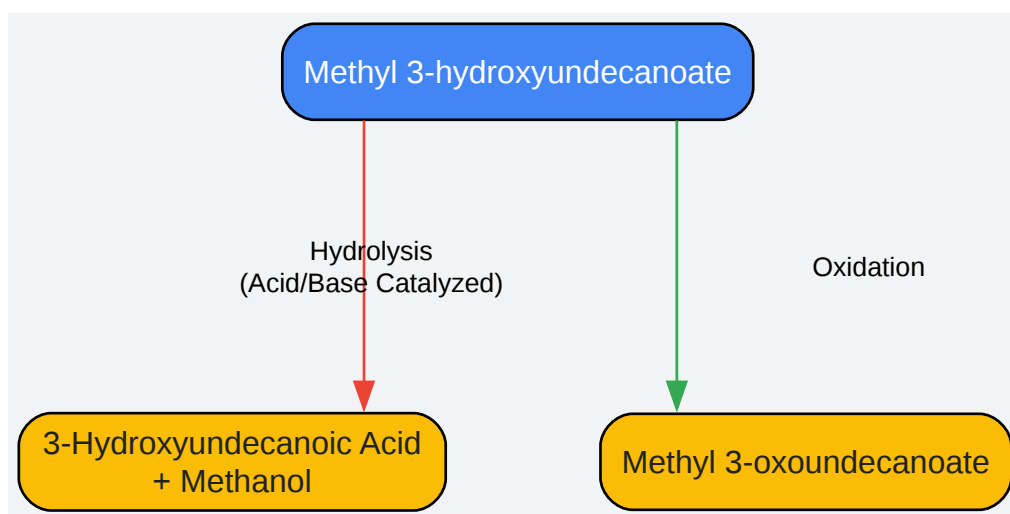 Methyl 3-hydroxyundecanoate
Hydrolysis
(Acid/Base Catalyzed)
Oxidation
3-Hydroxyundecanoic Acid
+ Methanol
Methyl 3-oxoundecanoate